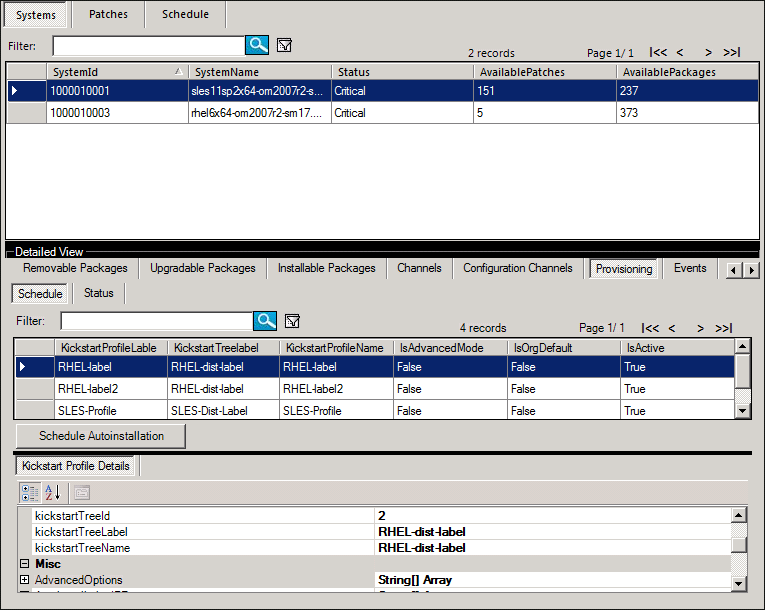 Systems Patches Schedule
Filter: 2 records Page 1/ 1 |<< < > >>|
SystemId SystemName Status AvailablePatches AvailablePackages
1000010001 sles11sp2x64-om2007r2-s... Critical 151 237
1000010003 rhel6x64-om2007r2-sm17.... Critical 5 373
Detailed View
Removable Packages Upgradable Packages Installable Packages Channels Configuration Channels Provisioning Events
Schedule Status
Filter: 4 records Page 1/ 1 |<< < > >>|
KickstartProfileLable KickstartTreelabel KickstartProfileName IsAdvancedMode IsOrgDefault IsActive
RHEL-label RHEL-dist-label RHEL-label False False True
RHEL-label2 RHEL-dist-label RHEL-label2 False False True
SLES-Profile SLES-Dist-Label SLES-Profile False False True
Schedule Autoinstallation
Kickstart Profile Details
kickstartTreeId 2
kickstartTreeLabel RHEL-dist-label
kickstartTreeName RHEL-dist-label
Misc
AdvancedOptions String[] Array